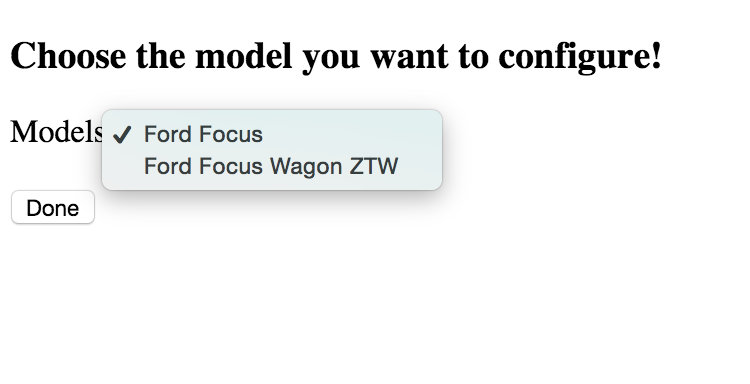 Choose the model you want to configure!
Models ✓ Ford Focus
Ford Focus Wagon ZTW
Done